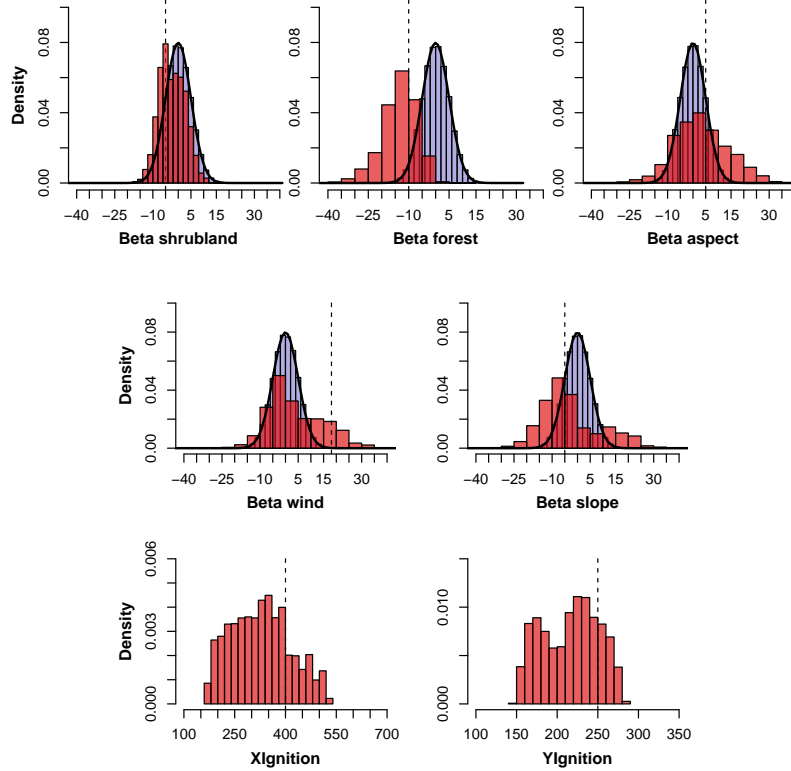 Density
0.00 0.04 0.08
−40 −25 −10 5 15 30
Beta shrubland
0.00 0.04 0.08
−40 −25 −10 5 15 30
Beta forest
0.00 0.04 0.08
−40 −25 −10 5 15 30
Beta aspect
Density
0.00 0.04 0.08
−40 −25 −10 5 15 30
Beta wind
0.00 0.04 0.08
−40 −25 −10 5 15 30
Beta slope
Density
0.000 0.003 0.006
100 250 400 550 700
XIgnition
0.000 0.010
100 150 200 250 300 350
YIgnition